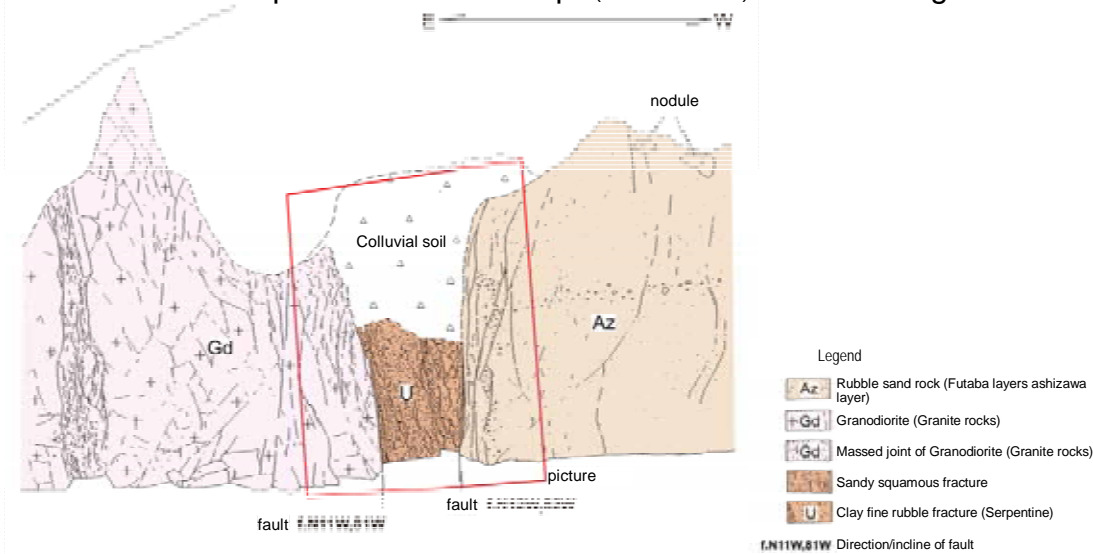 E W
nodule
Colluvial soil
Gd
Az
U
picture
fault f.N11W,81W
fault
Legend
Az Rubble sand rock (Futaba layers ashizawa
layer)
+Gd Granodiorite (Granite rocks)
Gd Massed joint of Granodiorite (Granite rocks)
Sandy squamous fracture
U Clay fine rubble fracture (Serpentine)
f.N11W,81W Direction/incline of fault